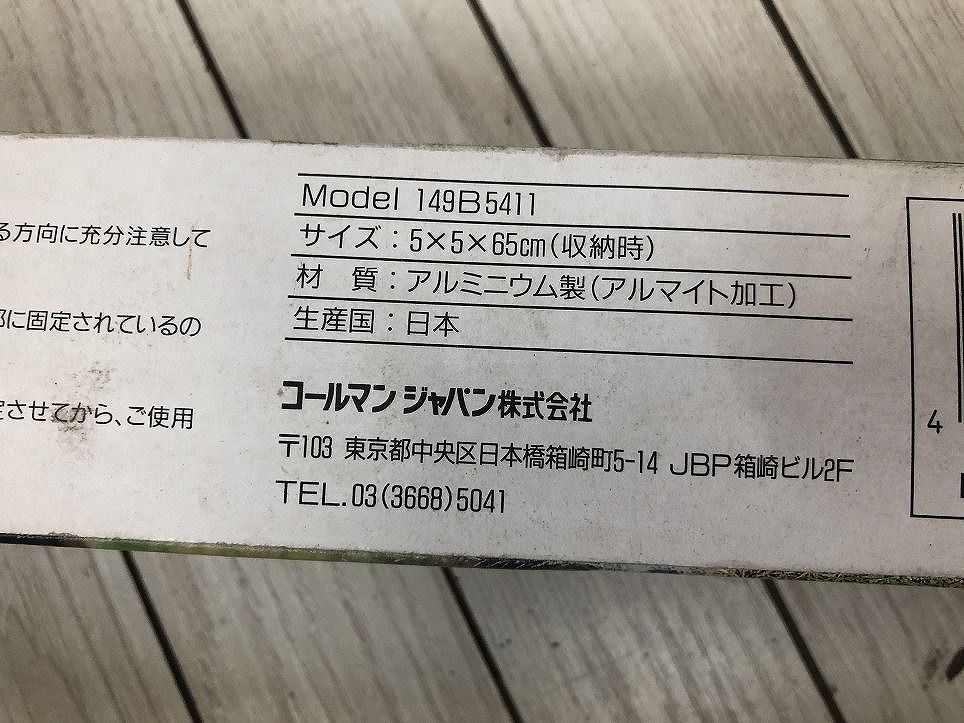 る方向に充分注意して
部に固定されているの
定させてから、ご使用
Model 149B5411
サイズ：5×5×65cm（収納時）
材　質：アルミニウム製（アルマイト加工）
生産国：日本
コールマン ジャパン株式会社
〒103 東京都中央区日本橋箱崎町5-14 JBP箱崎ビル2F
TEL.03(3668)5041
4